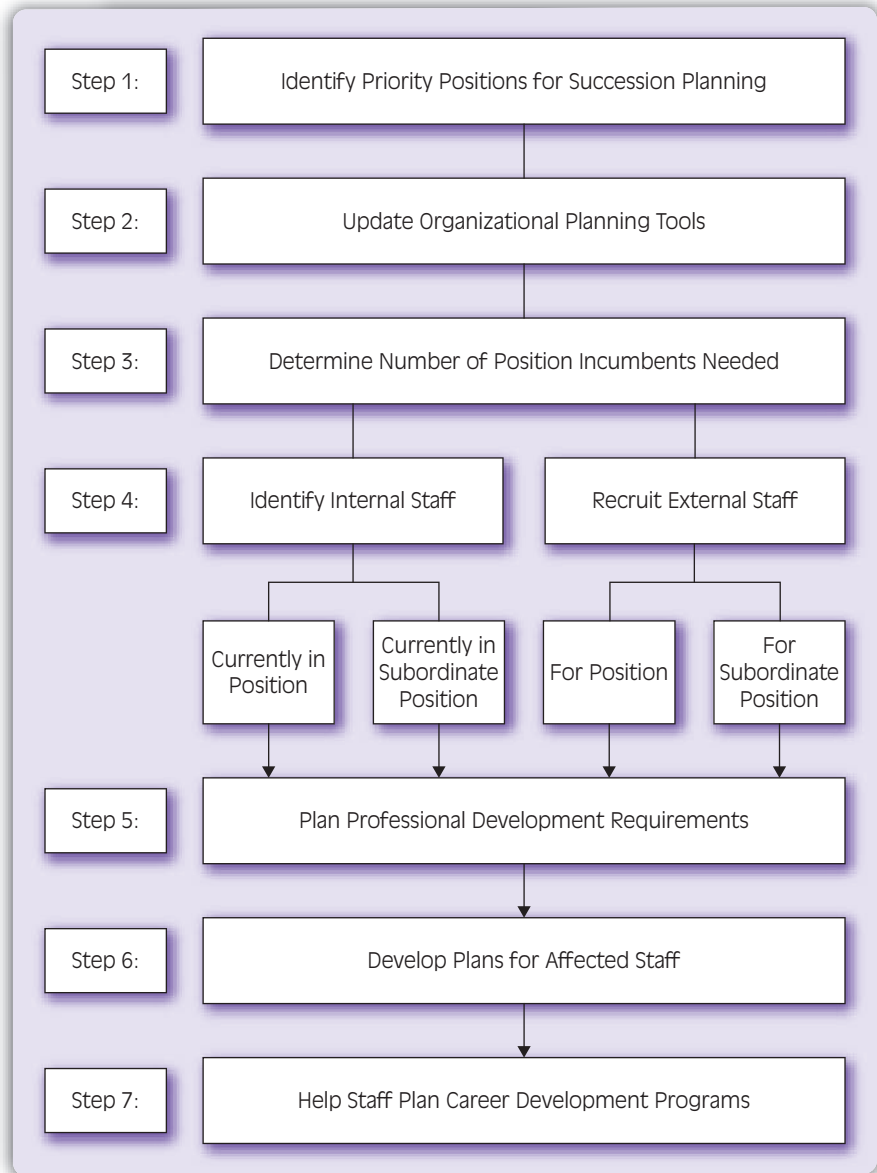 Step 1:
Identify Priority Positions for Succession Planning
Step 2:
Update Organizational Planning Tools
Step 3:
Determine Number of Position Incumbents Needed
Step 4:
Identify Internal Staff
Recruit External Staff
Currently in
Position
Currently in
Subordinate
Position
For Position
For
Subordinate
Position
Step 5:
Plan Professional Development Requirements
Step 6:
Develop Plans for Affected Staff
Step 7:
Help Staff Plan Career Development Programs